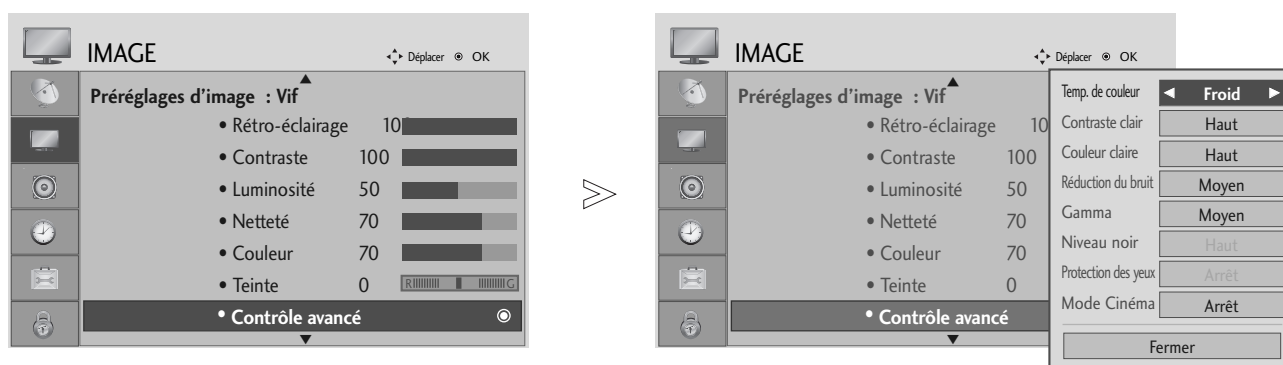 IMAGE
Déplacer OK
Préréglages d'image : Vif
• Rétro-éclairage 10
• Contraste 100
• Luminosité 50
• Netteté 70
• Couleur 70
• Teinte 0 R G
• Contrôle avancé
IMAGE
Déplacer OK
Préréglages d'image : Vif
• Rétro-éclairage 10
• Contraste 100
• Luminosité 50
• Netteté 70
• Couleur 70
• Teinte 0
• Contrôle avancé
Temp. de couleur Froid
Contraste clair Haut
Couleur claire Haut
Réduction du bruit Moyen
Gamma Moyen
Niveau noir Haut
Protection des yeux Arrêt
Mode Cinéma Arrêt
Fermer